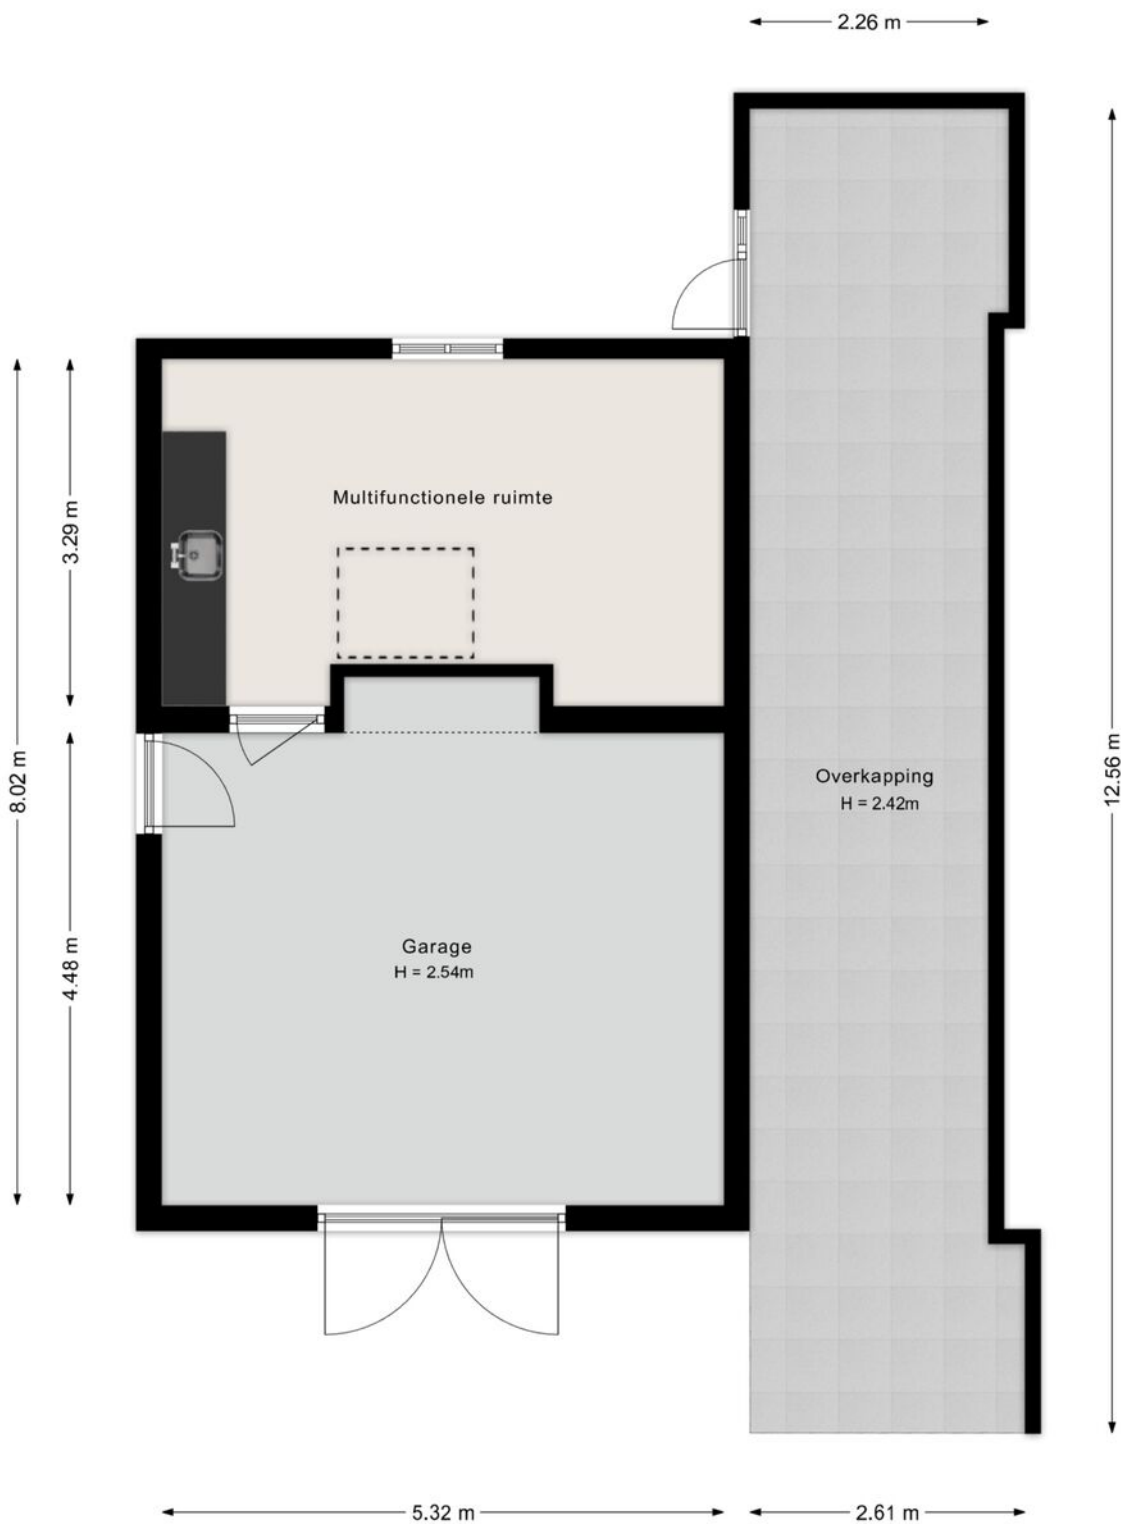 2.26 m
Multifunctionele ruimte
3.29 m
8.02 m
12.56 m
Overkapping
H = 2.42m
Garage
H = 2.54m
4.48 m
5.32 m
2.61 m